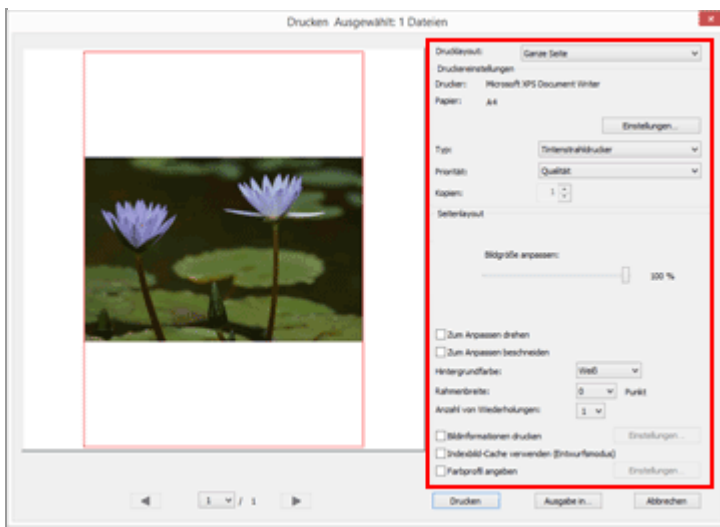 Drucken Ausgewählt: 1 Dateien
Drucklayout: Ganze Seite
Druckereinstellungen
Drucker: Microsoft XPS Document Writer
Papier: A4
Einstellungen...
Typ: Tintenstrahldrucker
Priorität: Qualität
Kopien: 1
Seitenlayout
Bildgröße anpassen:
100 %
Zum Anpassen drehen
Zum Anpassen beschneiden
Hintergrundfarbe: Weiß
Rahmenbreite: 0 Punkt
Anzahl von Wiederholungen: 1
Bildinformationen drucken Einstellungen...
Indexbild-Cache verwenden (Entwurfsmodus)
Farbprofil angeben Einstellungen...
1 / 1 Drucken Ausgabe in... Abbrechen